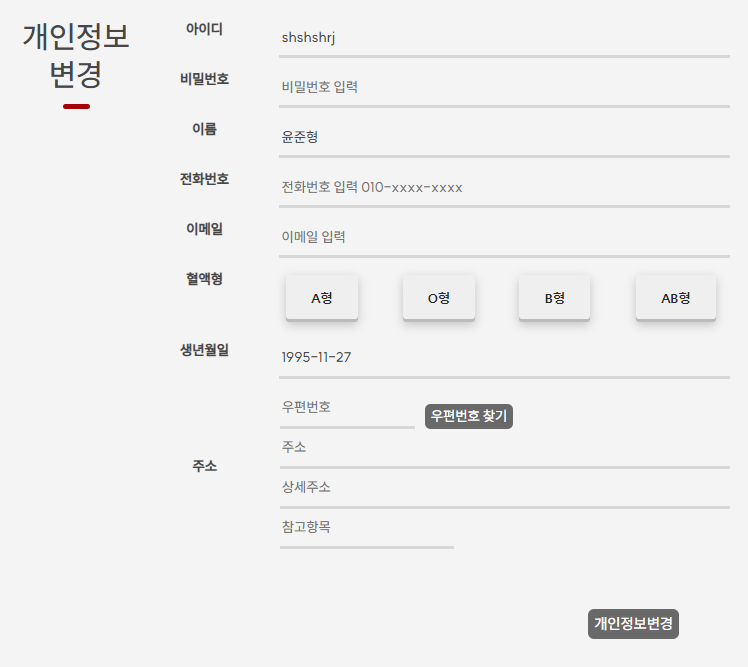 개인정보
변경
아이디
shshshrj
비밀번호
비밀번호 입력
이름
윤준형
전화번호
전화번호 입력 010-xxxx-xxxx
이메일
이메일 입력
혈액형
A형 O형 B형 AB형
생년월일
1995-11-27
주소
우편번호 우편번호 찾기
주소
상세주소
참고항목
개인정보변경